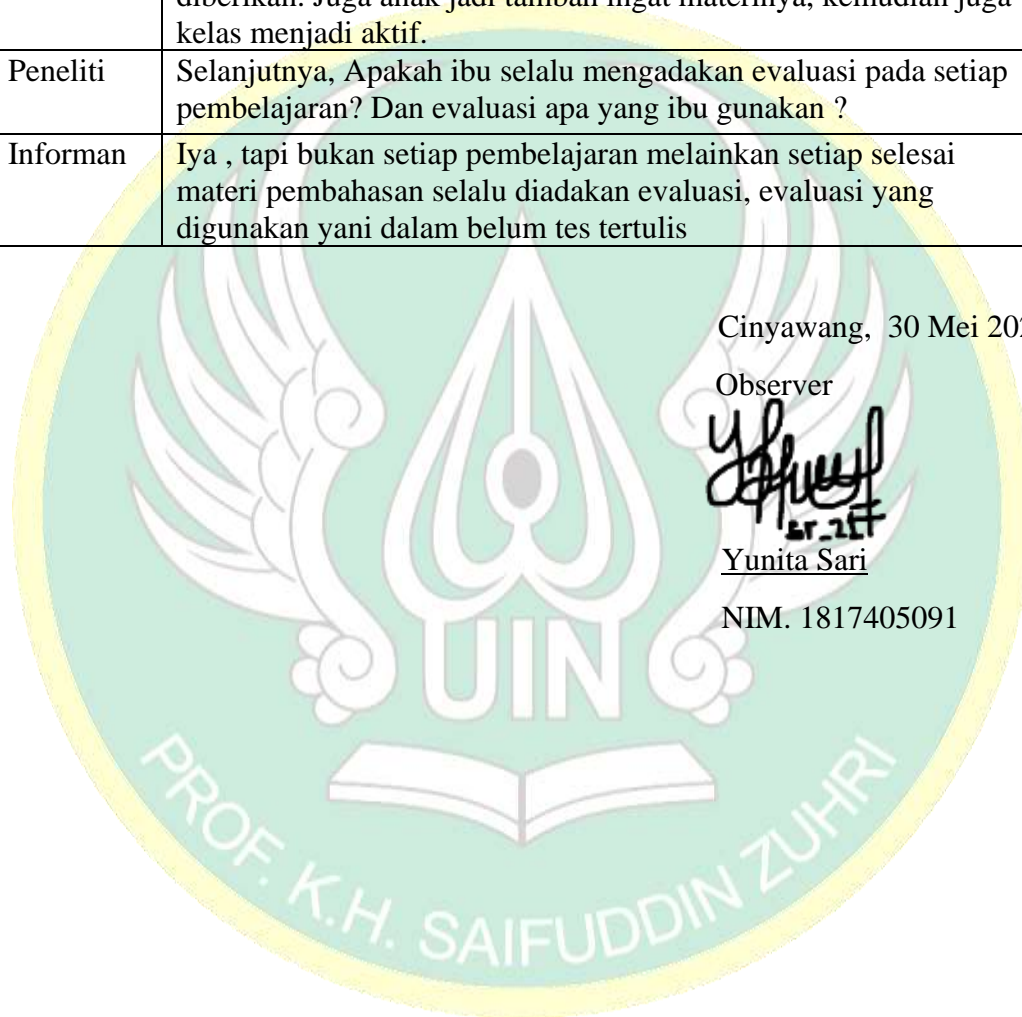 diberikan. Juga anak jadi tambah ingat materinya, kemudian juga
kelas menjadi aktif.
Peneliti Selanjutnya, Apakah ibu selalu mengadakan evaluasi pada setiap
pembelajaran? Dan evaluasi apa yang ibu gunakan ?
Informan Iya , tapi bukan setiap pembelajaran melainkan setiap selesai
materi pembahasan selalu diadakan evaluasi, evaluasi yang
digunakan yani dalam belum tes tertulis
Cinyawang, 30 Mei
Observer
Yunita Sari
NIM. 1817405091
UIN
PROF. K.H. SAIFUDDIN ZUHRI